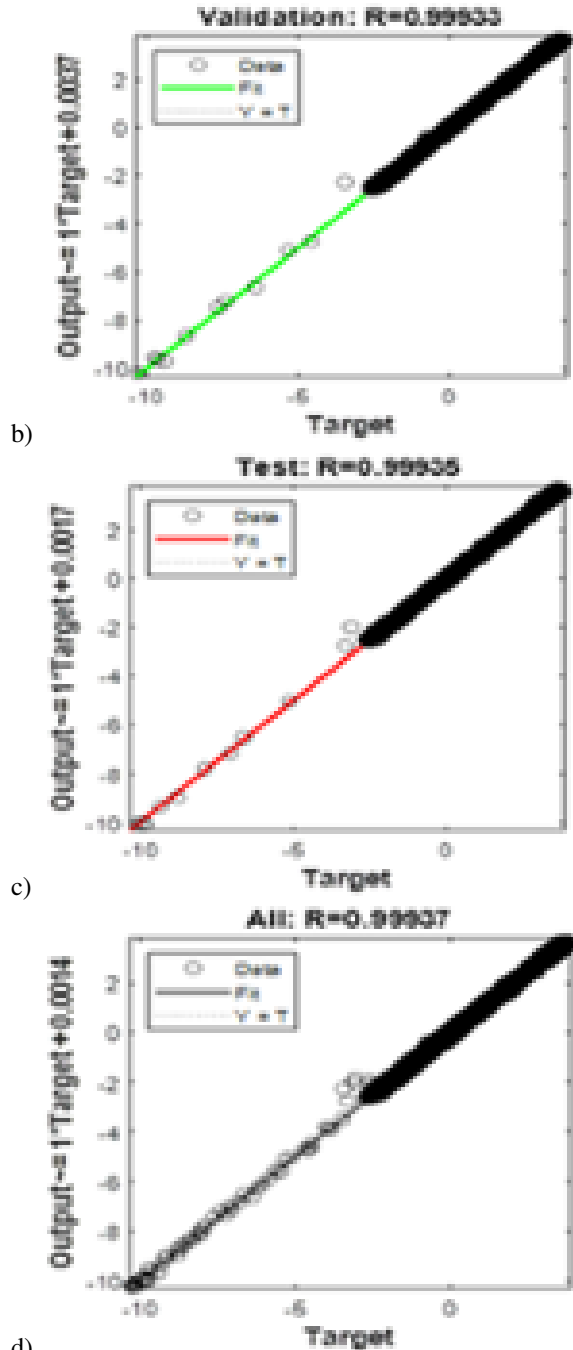 Validation: R=0.99933
Output ~= 1*Target + 0.0037
Data
Fit
Y = T
2
0
-2
-4
-6
-8
-10
-10 -5 0
Target
b)
Test: R=0.99935
Output ~= 1*Target + 0.0017
Data
Fit
Y = T
2
0
-2
-4
-6
-8
-10
-10 -5 0
Target
c)
All: R=0.99937
Output ~= 1*Target + 0.0014
Data
Fit
Y = T
2
0
-2
-4
-6
-8
-10
-10 -5 0
Target
d)